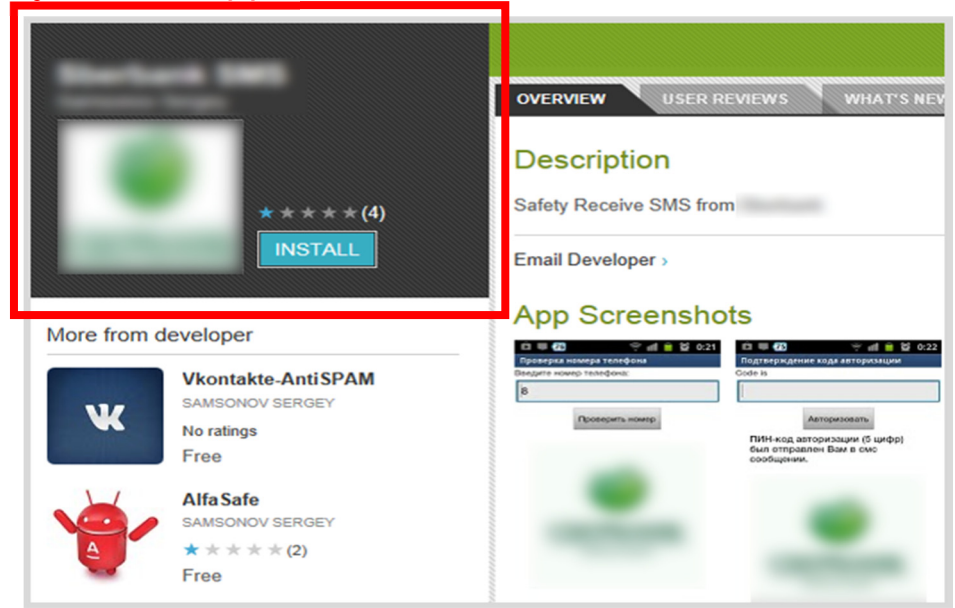 (4)
INSTALL
More from developer
Vkontakte-AntiSPAM
SAMSONOV SERGEY
No ratings
Free
AlfaSafe
SAMSONOV SERGEY
(2)
Free
OVERVIEW
USER REVIEWS
WHAT'S NEW
Description
Safety Receive SMS from
Email Developer ›
App Screenshots
0:21
Проверка номера телефона
Введите номер телефона:
8
Проверить номер
0:22
Подтверждение кода авторизации
Code is
Авторизовать
ПИН-код авторизации (5 цифр)
был отправлен Вам в смс
сообщении.